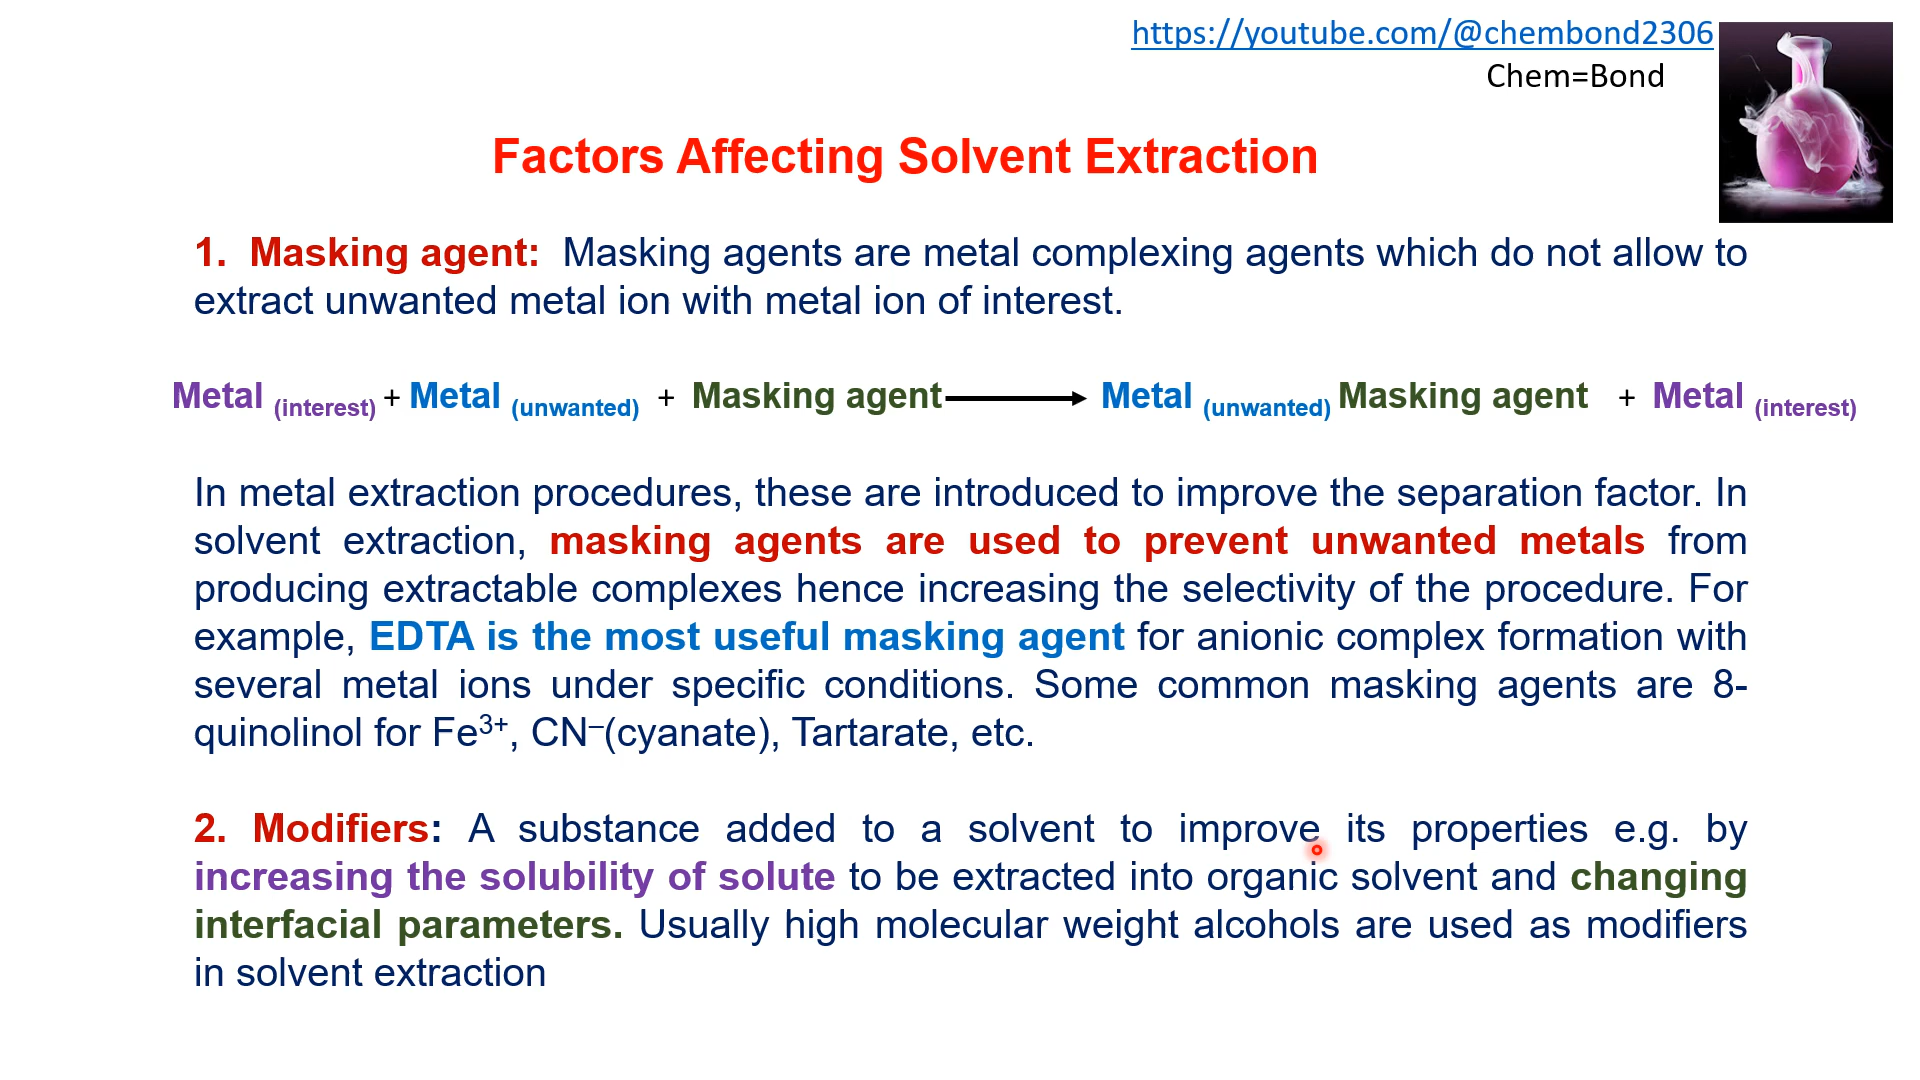 https://youtube.com/@chembond2306
Chem=Bond
Factors Affecting Solvent Extraction
1. Masking agent: Masking agents are metal complexing agents which do not allow to
extract unwanted metal ion with metal ion of interest.
Metal (interest) + Metal (unwanted) + Masking agent ⟶ Metal (unwanted) Masking agent + Metal (interest)
In metal extraction procedures, these are introduced to improve the separation factor. In
solvent extraction, masking agents are used to prevent unwanted metals from
producing extractable complexes hence increasing the selectivity of the procedure. For
example, EDTA is the most useful masking agent for anionic complex formation with
several metal ions under specific conditions. Some common masking agents are 8-
quinolinol for Fe³⁺, CN⁻(cyanate), Tartarate, etc.
2. Modifiers: A substance added to a solvent to improve its properties e.g. by
increasing the solubility of solute to be extracted into organic solvent and changing
interfacial parameters. Usually high molecular weight alcohols are used as modifiers
in solvent extraction